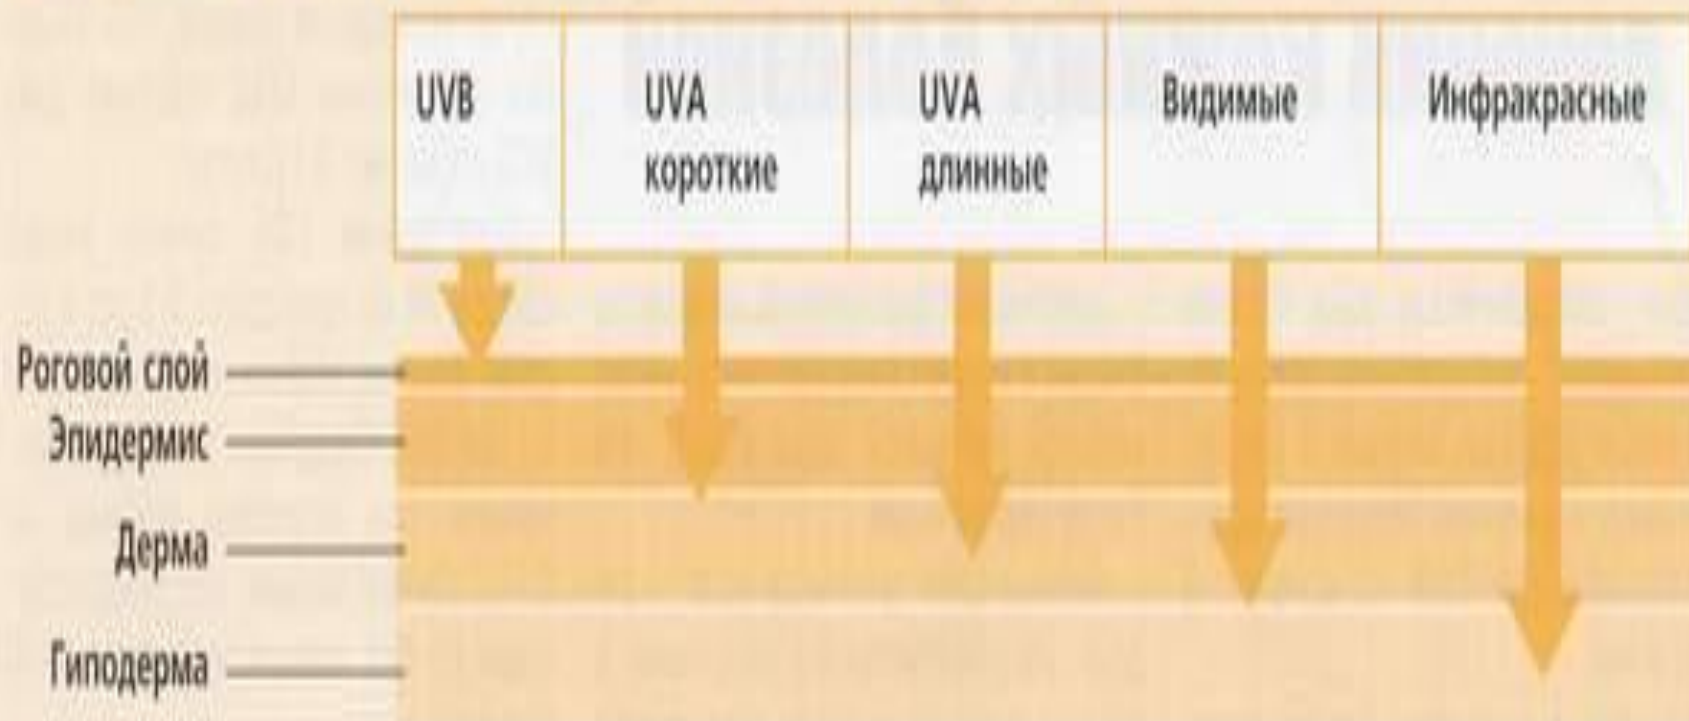 UVB
UVA
короткие
UVA
длинные
Видимые
Инфракрасные
Роговой слой
Эпидермис
Дерма
Гиподерма